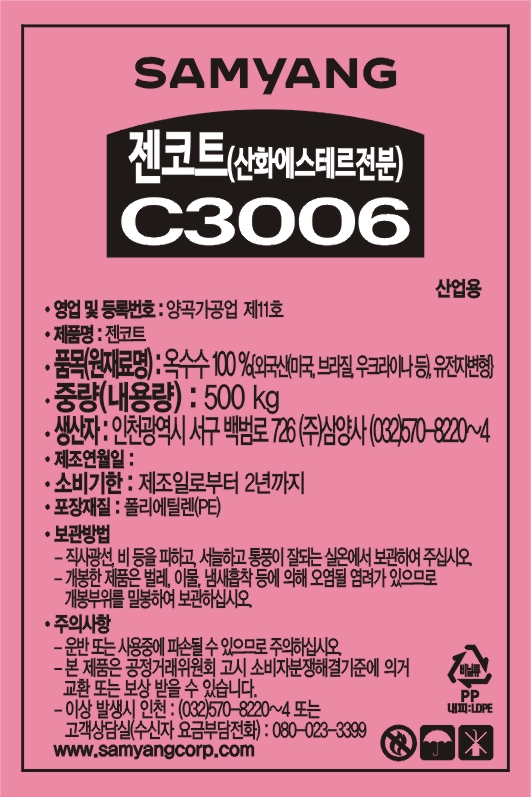 SAMYANG
젠코트(산화에스테르전분)
C3006
산업용
• 영업 및 등록번호 : 양곡가공업 제11호
• 제품명 : 젠코트
• 품목(원재료명) : 옥수수 100 %{외국산(미국, 브라질, 우크라이나 등), 유전자변형}
• 중량(내용량) : 500 kg
• 생산자 : 인천광역시 서구 백범로 726 (주)삼양사 (032)570-8220~4
• 제조연월일 :
• 소비기한 : 제조일로부터 2년까지
• 포장재질 : 폴리에틸렌(PE)
• 보관방법
- 직사광선, 비 등을 피하고, 서늘하고 통풍이 잘되는 실온에서 보관하여 주십시오.
- 개봉한 제품은 벌레, 이물, 냄새흡착 등에 의해 오염될 염려가 있으므로
개봉부위를 밀봉하여 보관하십시오.
• 주의사항
- 운반 또는 사용중에 파손될 수 있으므로 주의하십시오.
- 본 제품은 공정거래위원회 고시 소비자분쟁해결기준에 의거
교환 또는 보상 받을 수 있습니다.
- 이상 발생시 인천 : (032)570-8220~4 또는
고객상담실(수신자 요금부담전화) : 080-023-3399
www.samyangcorp.com
비닐류
PP
내피:LDPE